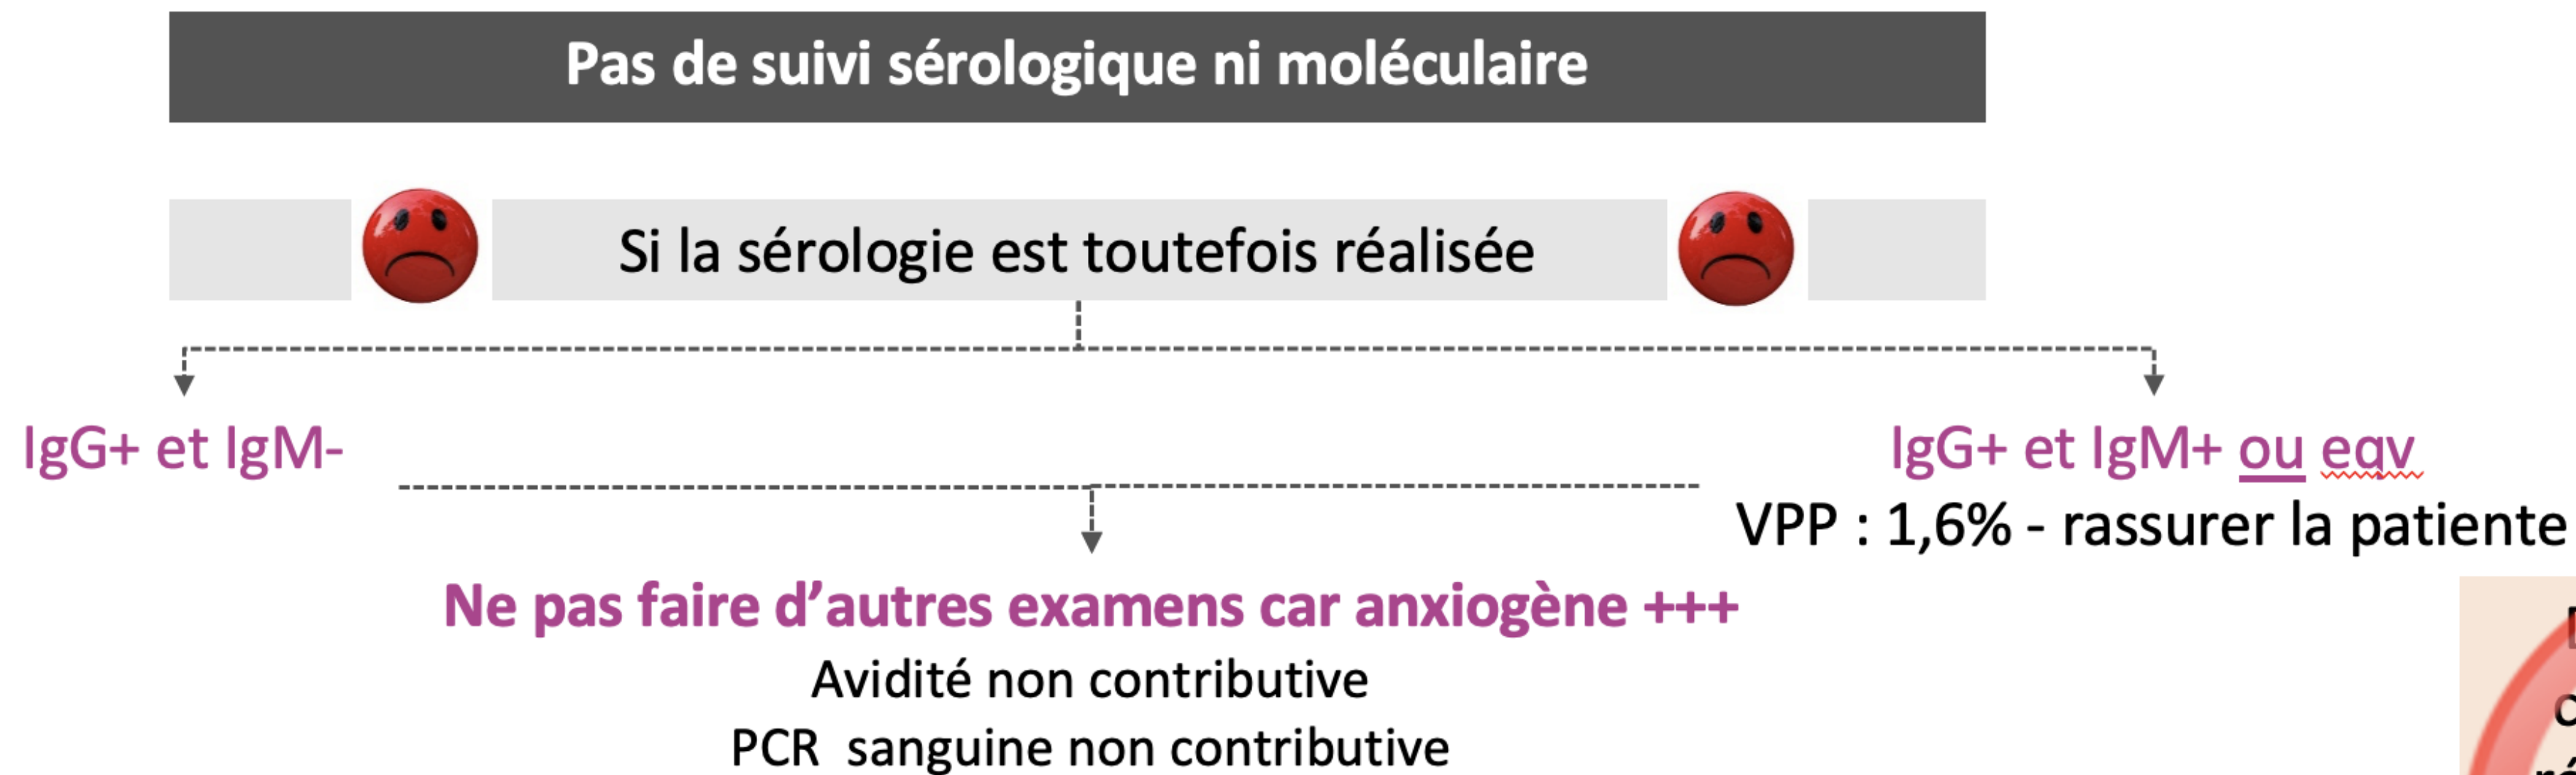 Pas de suivi sérologique ni moléculaire
Si la sérologie est toutefois réalisée
IgG+ et IgM-
IgG+ et IgM+ ou eqv
VPP : 1,6% - rassurer la patiente
Ne pas faire d’autres examens car anxiogène +++
Avidité non contributive
PCR sanguine non contributive